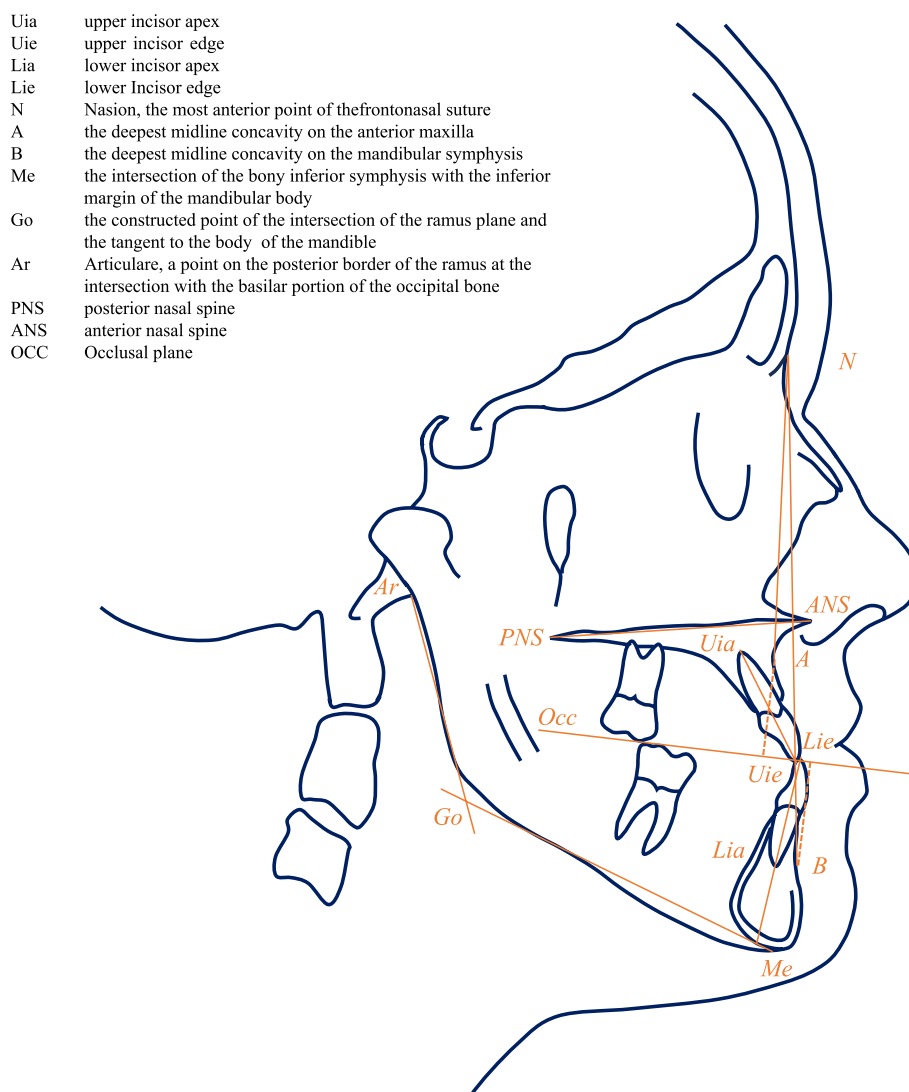 Uia upper incisor apex
Uie upper incisor edge
Lia lower incisor apex
Lie lower Incisor edge
N Nasion, the most anterior point of thefrontonasal suture
A the deepest midline concavity on the anterior maxilla
B the deepest midline concavity on the mandibular symphysis
Me the intersection of the bony inferior symphysis with the inferior
margin of the mandibular body
Go the constructed point of the intersection of the ramus plane and
the tangent to the body of the mandible
Ar Articulare, a point on the posterior border of the ramus at the
intersection with the basilar portion of the occipital bone
PNS posterior nasal spine
ANS anterior nasal spine
OCC Occlusal plane
N
Ar
ANS
PNS
Uia
A
Occ
Lie
Uie
Go
Lia
B
Me